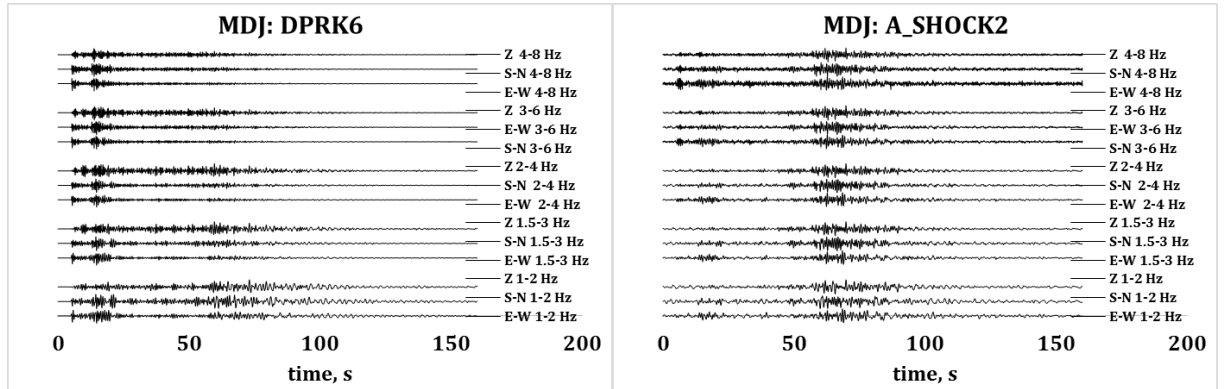 MDJ: DPRK6
Z 4-8 Hz
S-N 4-8 Hz
E-W 4-8 Hz
Z 3-6 Hz
E-W 3-6 Hz
S-N 3-6 Hz
Z 2-4 Hz
S-N 2-4 Hz
E-W 2-4 Hz
Z 1.5-3 Hz
S-N 1.5-3 Hz
E-W 1.5-3 Hz
Z 1-2 Hz
S-N 1-2 Hz
E-W 1-2 Hz
0 50 100 150 200
time, s
MDJ: A_SHOCK2
Z 4-8 Hz
S-N 4-8 Hz
E-W 4-8 Hz
Z 3-6 Hz
E-W 3-6 Hz
S-N 3-6 Hz
Z 2-4 Hz
S-N 2-4 Hz
E-W 2-4 Hz
Z 1.5-3 Hz
S-N 1.5-3 Hz
E-W 1.5-3 Hz
Z 1-2 Hz
S-N 1-2 Hz
E-W 1-2 Hz
0 50 100 150 200
time, s